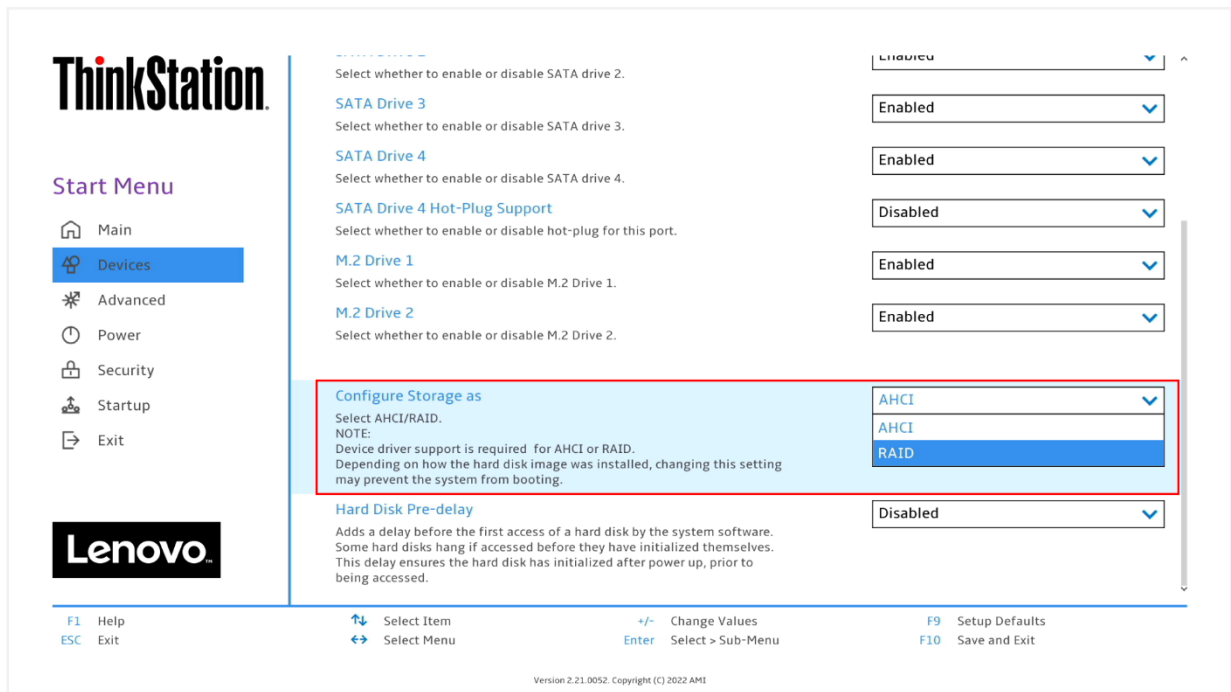 ThinkStation
Start Menu
Main
Devices
Advanced
Power
Security
Startup
Exit
Lenovo™
Enabled
Select whether to enable or disable SATA drive 2.
SATA Drive 3
Enabled
Select whether to enable or disable SATA drive 3.
SATA Drive 4
Enabled
Select whether to enable or disable SATA drive 4.
SATA Drive 4 Hot-Plug Support
Disabled
Select whether to enable or disable hot-plug for this port.
M.2 Drive 1
Enabled
Select whether to enable or disable M.2 Drive 1.
M.2 Drive 2
Enabled
Select whether to enable or disable M.2 Drive 2.
Configure Storage as
AHCI
AHCI
RAID
Select AHCI/RAID.
NOTE:
Device driver support is required for AHCI or RAID.
Depending on how the hard disk image was installed, changing this setting
may prevent the system from booting.
Hard Disk Pre-delay
Disabled
Adds a delay before the first access of a hard disk by the system software.
Some hard disks hang if accessed before they have initialized themselves.
This delay ensures the hard disk has initialized after power up, prior to
being accessed.
F1 Help
ESC Exit
↑↓ Select Item
↔ Select Menu
+/- Change Values
Enter Select > Sub-Menu
F9 Setup Defaults
F10 Save and Exit
Version 2.21.0052. Copyright (C) 2022 AMI